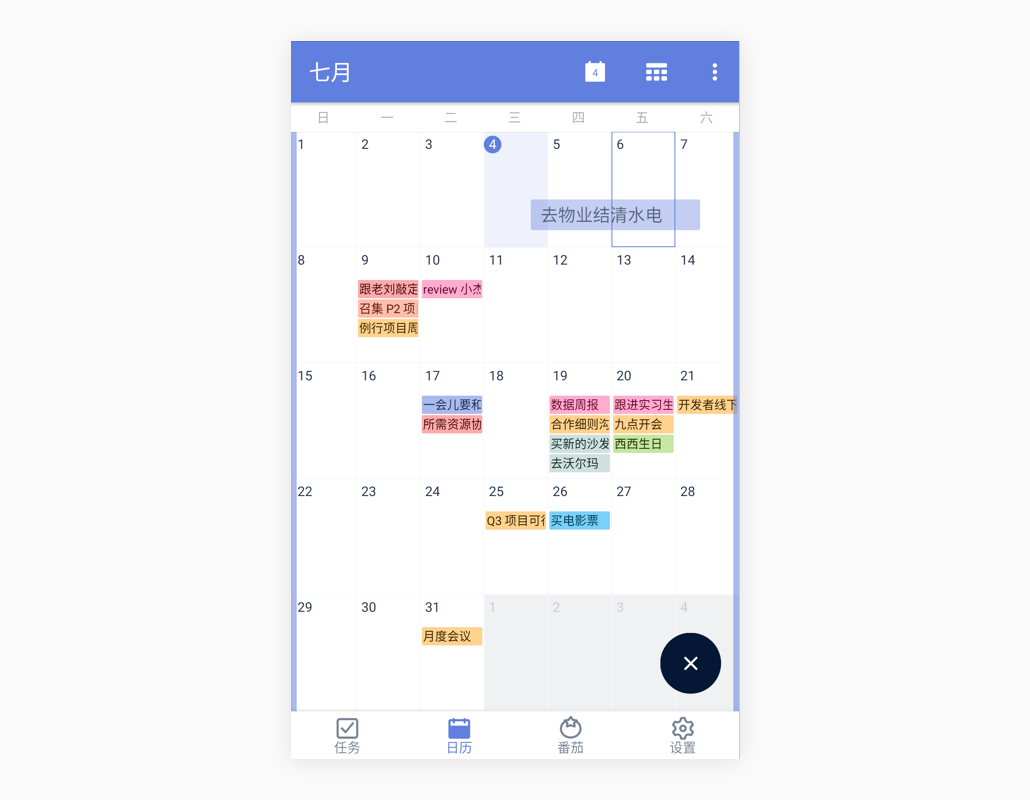 七月
4
日 一 二 三 四 五 六
1 2 3 4 5 6 7
去物业结清水电
8 9 10 11 12 13 14
跟老刘敲定 review 小杰
召集 P2 项
例行项目周
15 16 17 18 19 20 21
一会儿要和 数据周报 跟进实习生 开发者线下
所需资源协 合作细则沟 九点开会
买新的沙发 西西生日
去沃尔玛
22 23 24 25 26 27 28
Q3 项目可行 买电影票
29 30 31 1 2 3 4
月度会议
任务 日历 番茄 设置